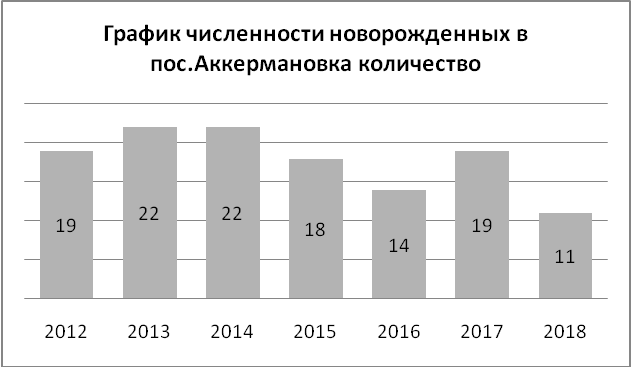 График численности новорожденных в
пос.Аккермановка количество
19
22
22
18
14
19
11
2012 2013 2014 2015 2016 2017 2018